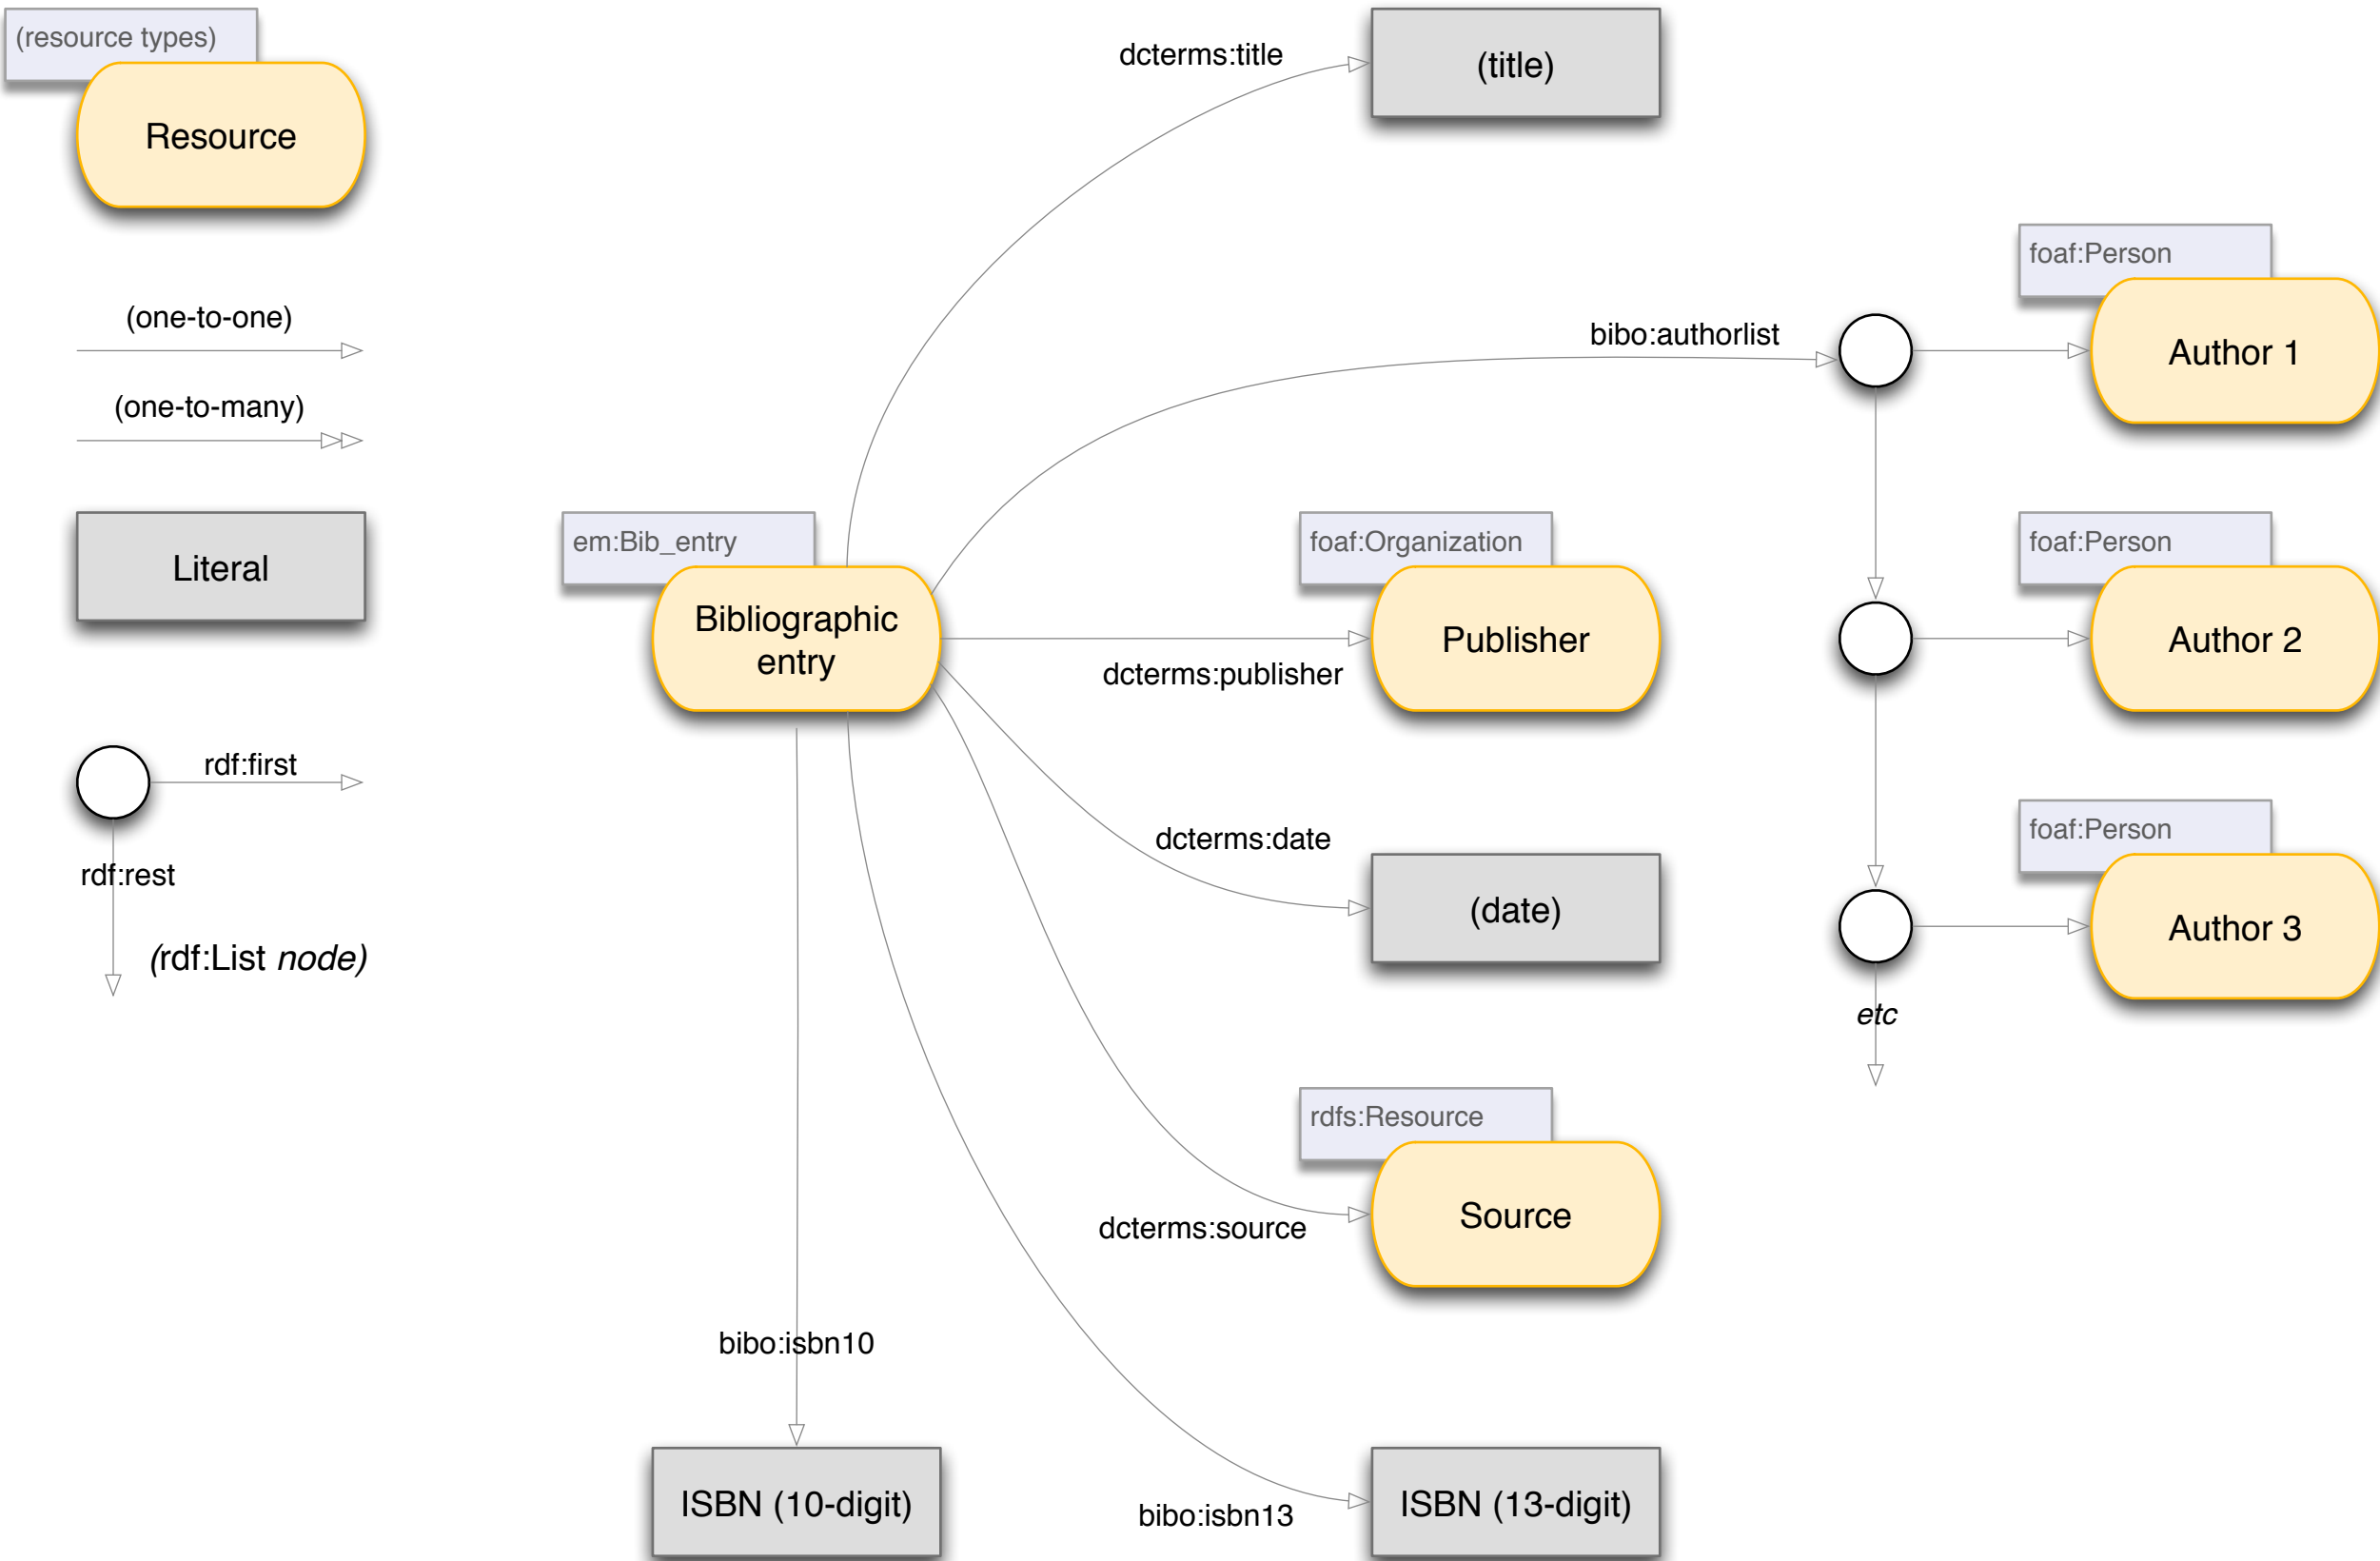 (resource types)
Resource
(one-to-one)
(one-to-many)
Literal
rdf:first
rdf:rest
(rdf:List node)
dcterms:title
(title)
bibo:authorlist
foaf:Person
Author 1
em:Bib_entry
Bibliographic
entry
foaf:Organization
Publisher
dcterms:publisher
foaf:Person
Author 2
dcterms:date
(date)
foaf:Person
Author 3
etc
rdfs:Resource
Source
dcterms:source
bibo:isbn10
ISBN (10-digit)
bibo:isbn13
ISBN (13-digit)